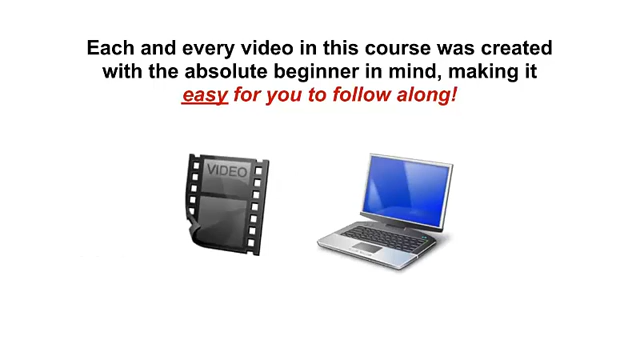 Each and every video in this course was created
with the absolute beginner in mind, making it
easy for you to follow along!
VIDEO